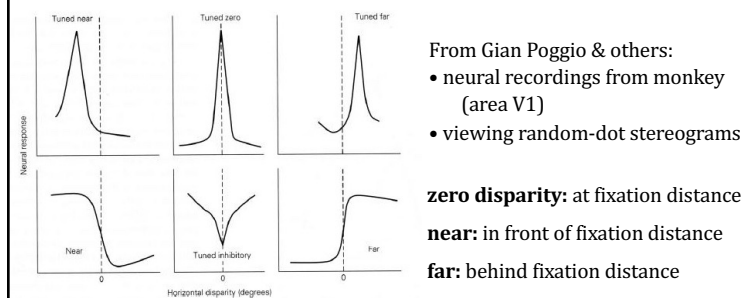 Tuned near
Tuned zero
Tuned far
Neural response
Near
Tuned inhibitory
Far
0
0
0
Horizontal disparity (degrees)
From Gian Poggio & others:
• neural recordings from monkey
(area V1)
• viewing random-dot stereograms
zero disparity: at fixation distance
near: in front of fixation distance
far: behind fixation distance